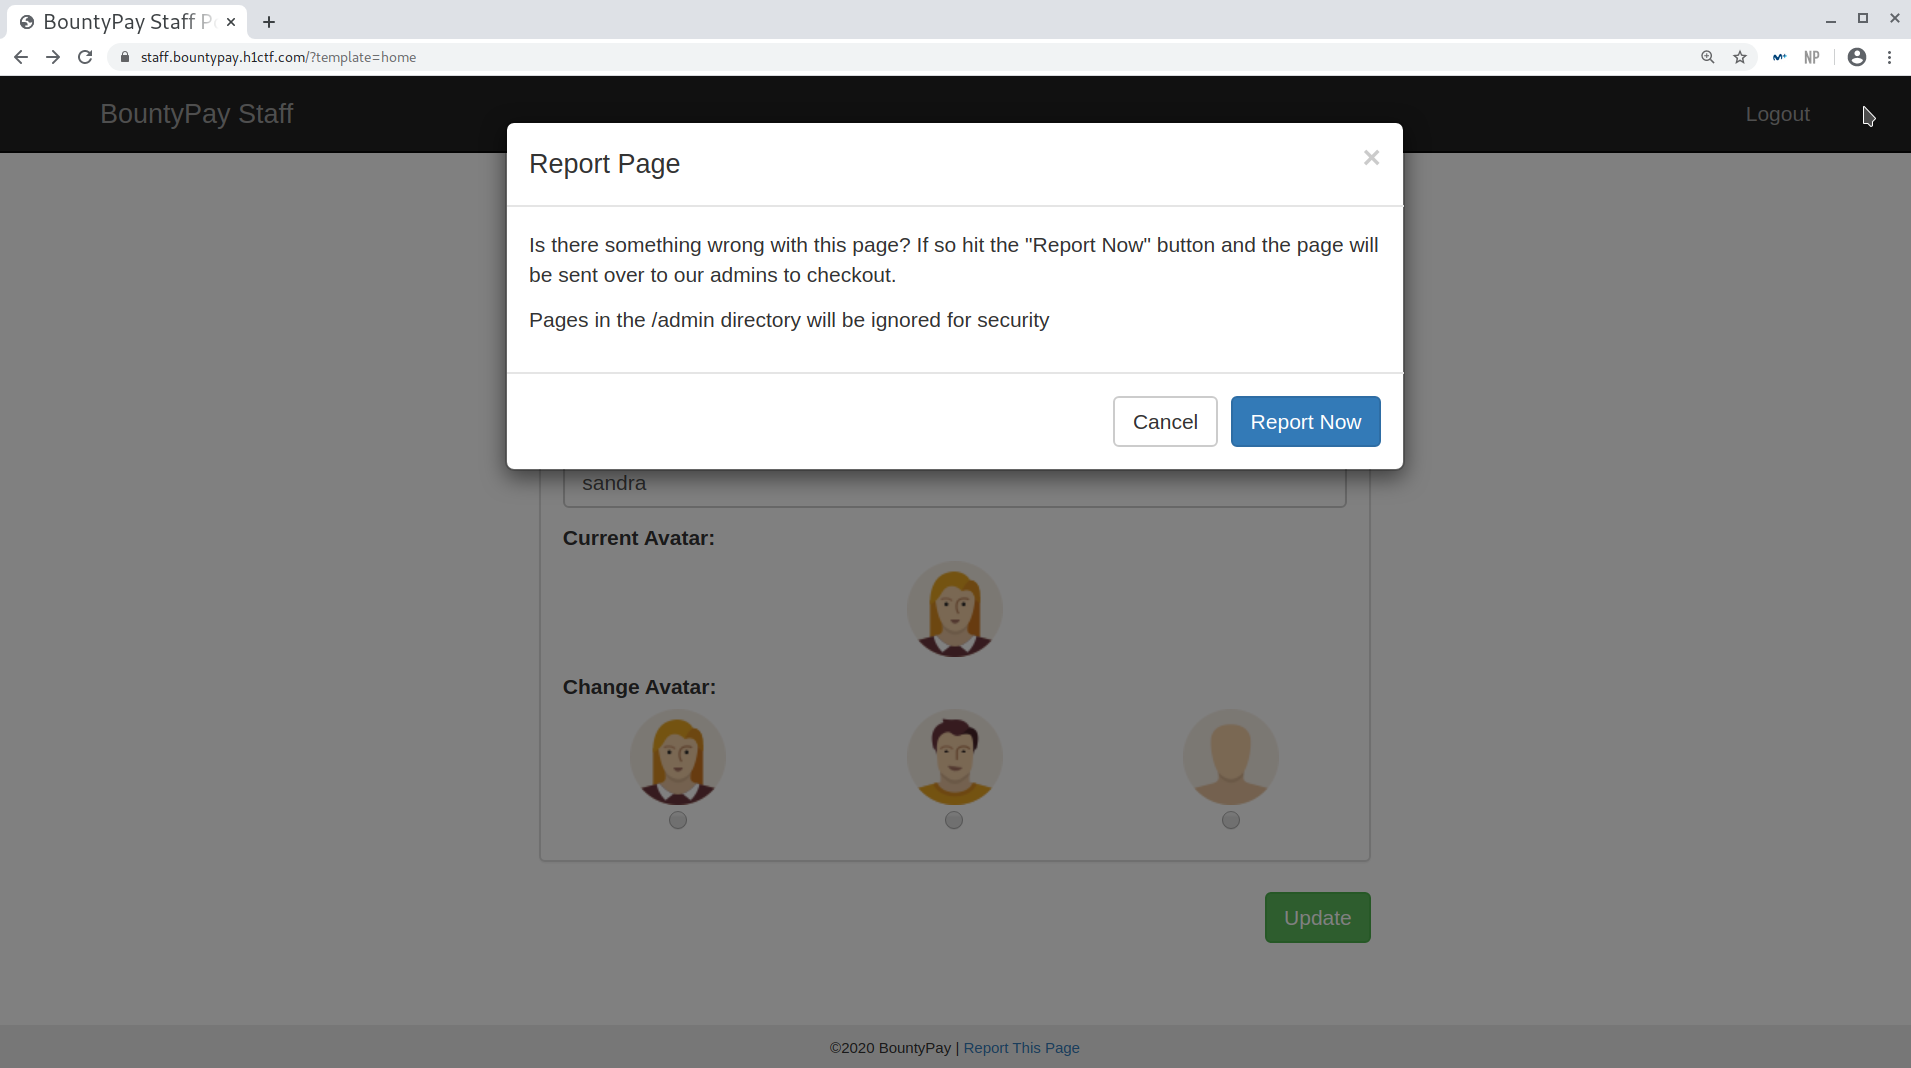 BountyPay Staff P
staff.bountypay.h1ctf.com/?template=home
NP
BountyPay Staff
Logout
Report Page
×
Is there something wrong with this page? If so hit the "Report Now" button and the page will
be sent over to our admins to checkout.
Pages in the /admin directory will be ignored for security
Cancel
Report Now
sandra
Current Avatar:
Change Avatar:
Update
©2020 BountyPay | Report This Page